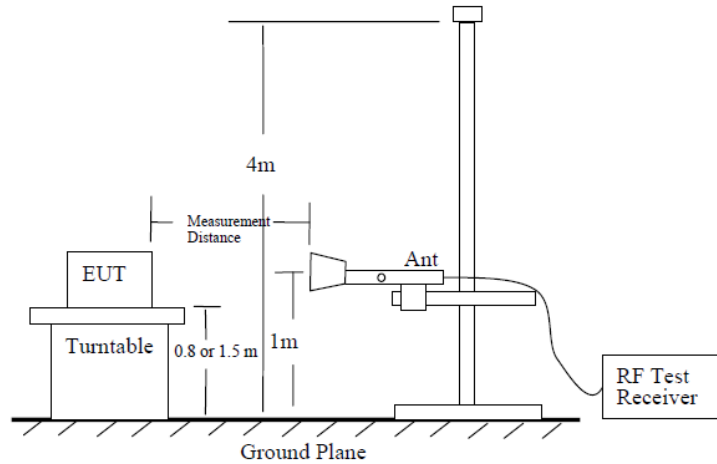 4m
Measurement
Distance
EUT
Ant
Turntable
0.8 or 1.5 m
1m
RF Test
Receiver
Ground Plane